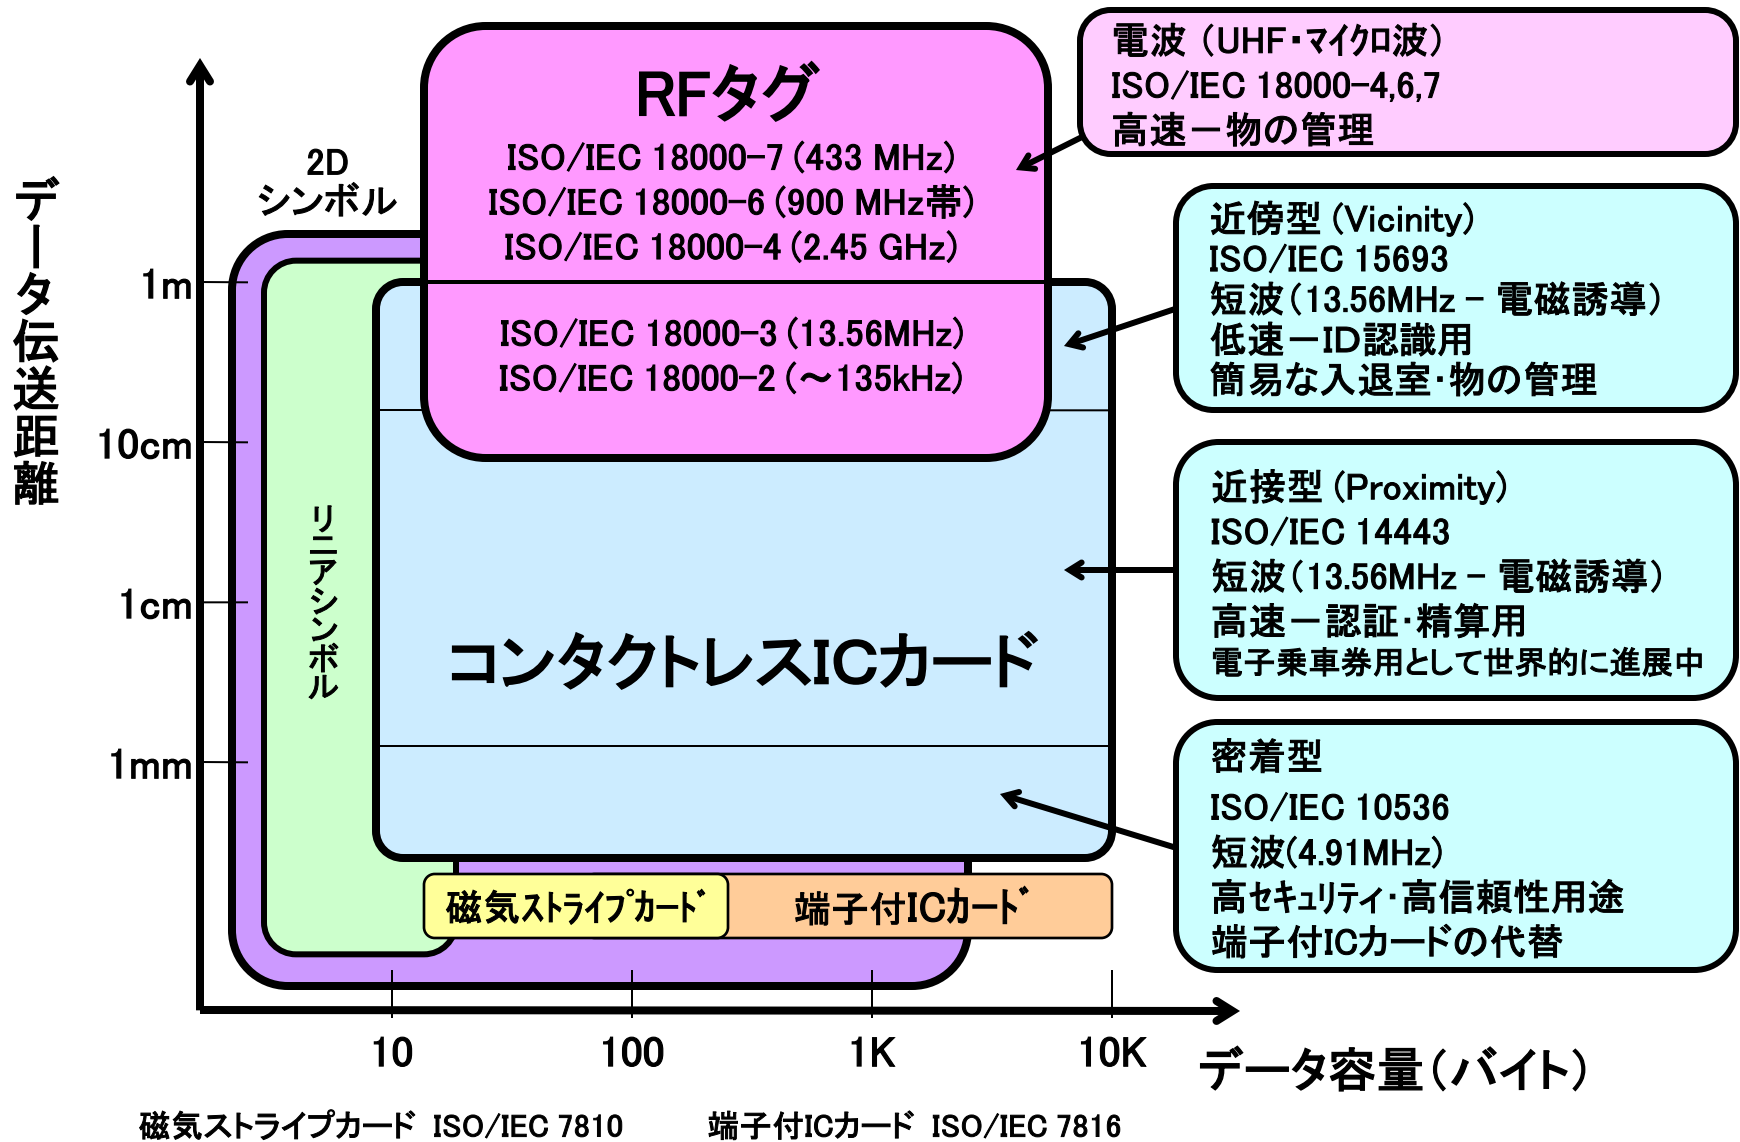 電波（UHF・マイクロ波）
ISO/IEC 18000-4,6,7
高速－物の管理
RFタグ
ISO/IEC 18000-7 (433 MHz)
ISO/IEC 18000-6 (900 MHz帯)
ISO/IEC 18000-4 (2.45 GHz)
ISO/IEC 18000-3 (13.56MHz)
ISO/IEC 18000-2 (～135kHz)
2D
シンボル
データ伝送距離
1m
10cm
1cm
1mm
リニアシンボル
コンタクトレスICカード
近傍型 (Vicinity)
ISO/IEC 15693
短波（13.56MHz - 電磁誘導）
低速－ID認識用
簡易な入退室・物の管理
近接型 (Proximity)
ISO/IEC 14443
短波（13.56MHz - 電磁誘導）
高速－認証・精算用
電子乗車券用として世界的に進展中
密着型
ISO/IEC 10536
短波(4.91MHz)
高セキュリティ・高信頼性用途
端子付ICカードの代替
磁気ストライプカード
端子付ICカード
10
100
1K
10K
データ容量（バイト）
磁気ストライプカード ISO/IEC 7810
端子付ICカード ISO/IEC 7816